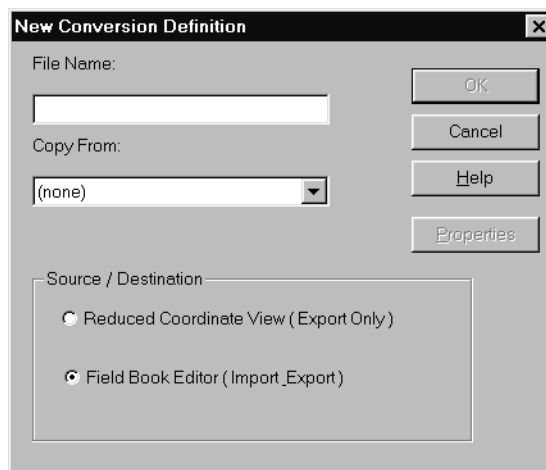 New Conversion Definition
File Name:
OK
Cancel
Copy From:
(none)
Help
Properties
Source / Destination
Reduced Coordinate View ( Export Only )
Field Book Editor ( Import_Export )